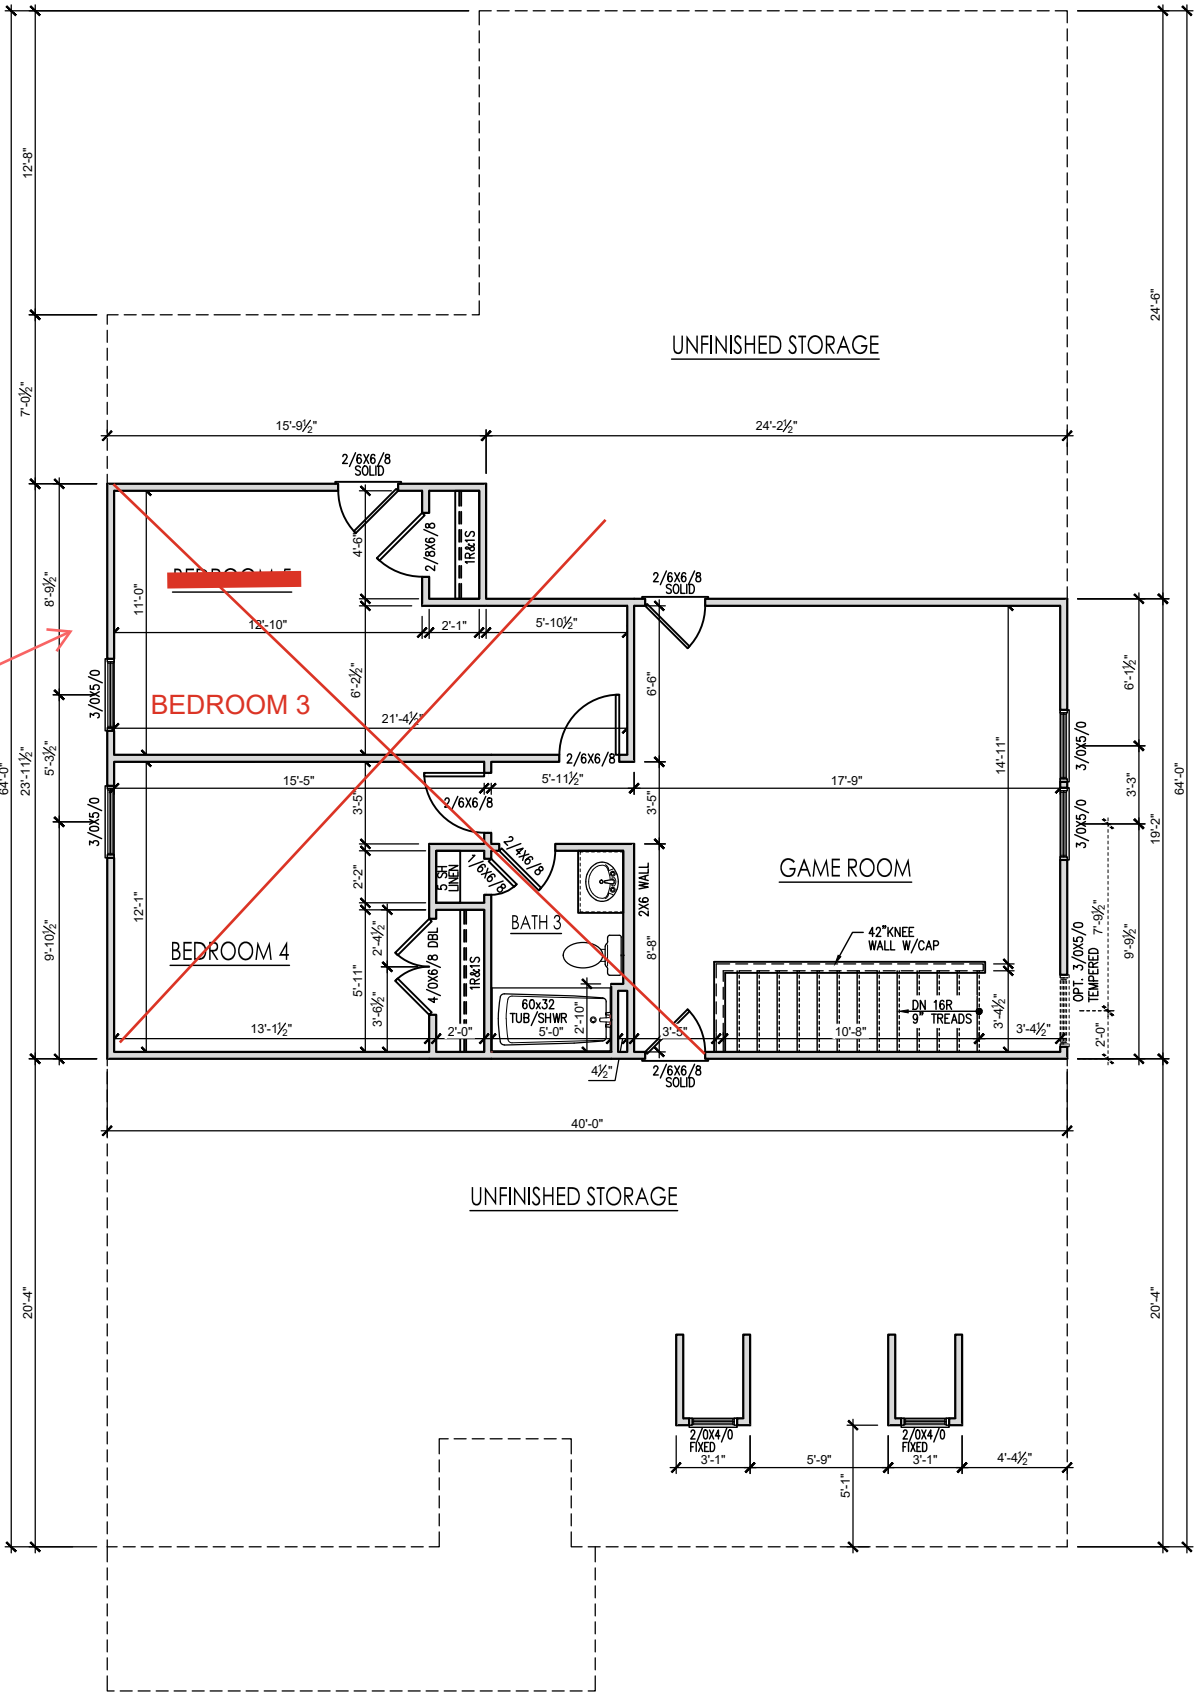 12'-8"
24'-6"
UNFINISHED STORAGE
7'-0½"
15'-9½"
24'-2½"
2/6X6/8
SOLID
4'-6"
2/8X6/8
1R&1S
2/6X6/8
SOLID
8'-9½"
11'-0"
12'-10"
2'-1"
5'-10½"
6'-2½"
6'-6"
6'-1½"
3/0X5/0
BEDROOM 3
21'-4½"
2/6X6/8
14'-11"
3/0X5/0
64'-0"
23'-11½"
5'-3½"
15'-5"
5'-11½"
17'-9"
3'-3"
64'-0"
3/0X5/0
3'-5"
2/6X6/8
3'-5"
3/0X5/0
19'-2"
2'-2"
5 SH
LINEN
1/6X6/8
2/4X6/8
2X6 WALL
GAME ROOM
12'-1"
BATH 3
7'-9½"
42"KNEE
WALL W/CAP
9'-10½"
BEDROOM 4
2'-4½"
4/0X6/8 DBL
1R&1S
8'-8"
OPT. 3/0X5/0
TEMPERED
9'-9½"
5'-11"
3'-6½"
60x32
TUB/SHWR
2'-10"
DN 16R
9" TREADS
3'-4½"
13'-1½"
2'-0"
5'-0"
3'-5"
10'-8"
3'-4½"
2'-0"
4½"
2/6X6/8
SOLID
40'-0"
UNFINISHED STORAGE
20'-4"
20'-4"
2/0X4/0
FIXED
2/0X4/0
FIXED
3'-1"
5'-9"
3'-1"
4'-4½"
5'-1"